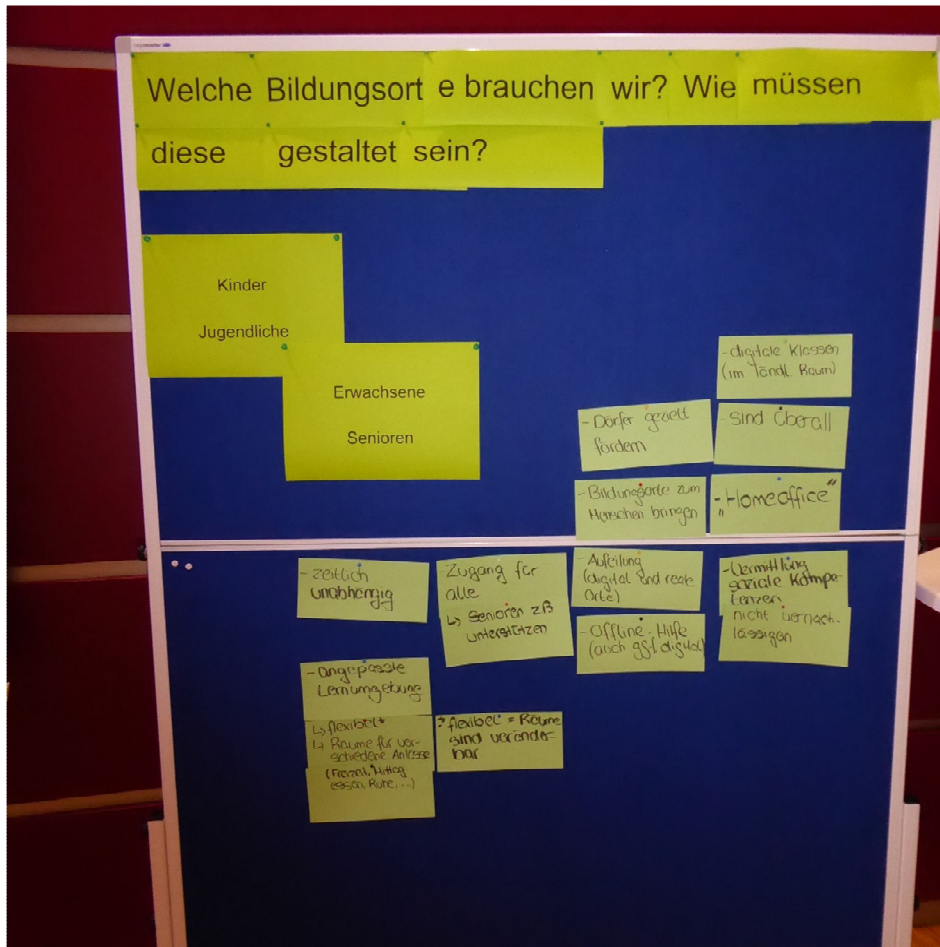 Welche Bildungsort e brauchen wir? Wie müssen
diese gestaltet sein?
Kinder
Jugendliche
Erwachsene
Senioren
- digitale Klassen
(im ländl. Raum)
- Dörfer gezielt
fördern
- sind überall
- Bildungsorte zum
Menschen bringen
- „Homeoffice“
- zeitlich
unabhängig
Zugang für
alle
↳ Senioren zB
unterstützen
- Aufteilung
(digital und reale
Orte)
- Offline-Hilfe
(auch ggf. digital)
- Vermittlung
soziale Kompe-
tenzen
nicht vernach-
lässigen
- angepasste
Lernumgebung
↳ flexibel*
↳ Räume für ver-
schiedene Anlässe
(Freizeit, Mittag
essen, Ruhe, ...)
* flexibel = Räume
sind veränder
bar